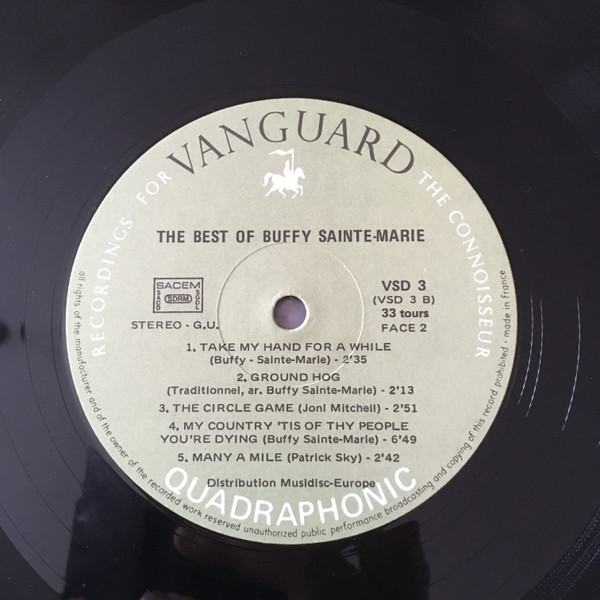 RECORDINGS FOR VANGUARD THE CONNOISSEUR
THE BEST OF BUFFY SAINTE-MARIE
SACEM
SACD SDRM SGDL
STEREO - G.U.
VSD 3
(VSD 3 B)
33 tours
FACE 2
1. TAKE MY HAND FOR A WHILE
(Buffy - Sainte-Marie) - 2'35
2. GROUND HOG
(Traditionnel, ar. Buffy Sainte-Marie) - 2'13
3. THE CIRCLE GAME (Joni Mitchell) - 2'51
4. MY COUNTRY 'TIS OF THY PEOPLE
YOU'RE DYING (Buffy Sainte-Marie) - 6'49
5. MANY A MILE (Patrick Sky) - 2'42
Distribution Musidisc-Europe
QUADRAPHONIC
all rights of the manufacturer and of the owner of the recorded work reserved unauthorized public performance broadcasting and copying of this record prohibited - made in France